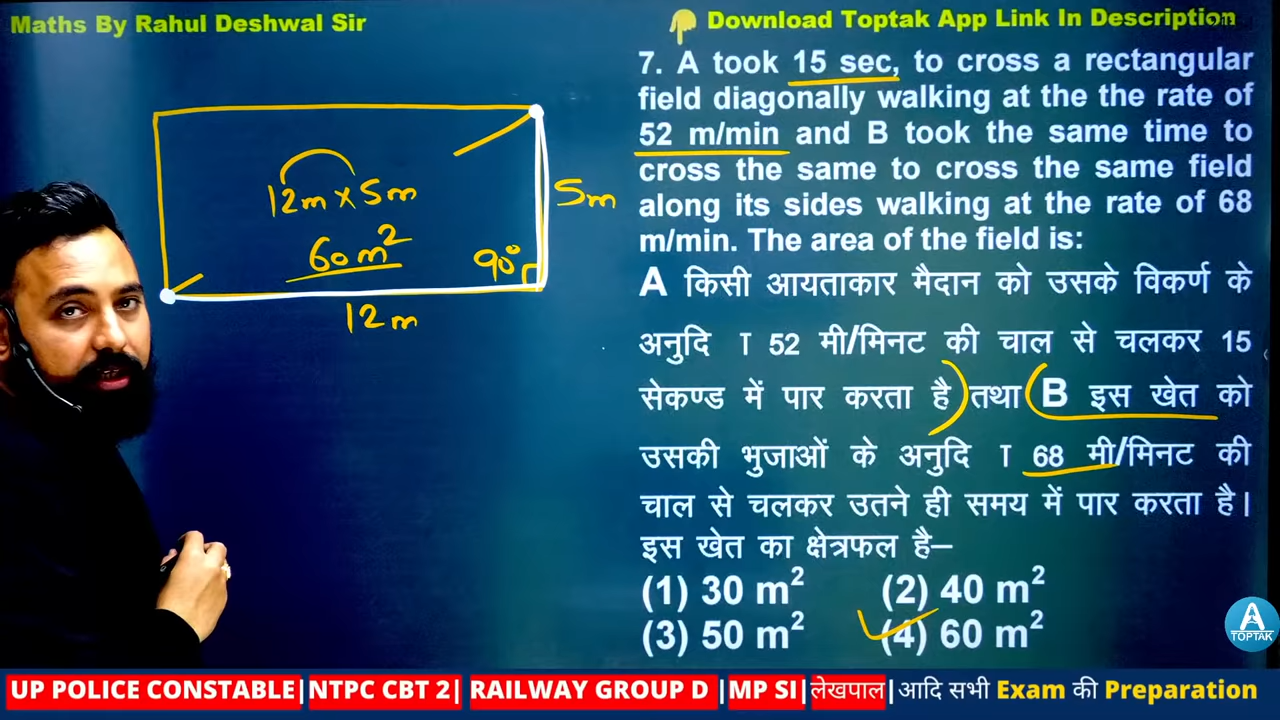 Maths By Rahul Deshwal Sir
Download Toptak App Link In Description
7. A took 15 sec, to cross a rectangular
field diagonally walking at the the rate of
52 m/min and B took the same time to
cross the same to cross the same field
along its sides walking at the rate of 68
m/min. The area of the field is:
A किसी आयताकार मैदान को उसके विकर्ण के
अनुदि ा 52 मी/मिनट की चाल से चलकर 15
सेकण्ड में पार करता है तथा B इस खेत को
उसकी भुजाओं के अनुदि ा 68 मी/मिनट की
चाल से चलकर उतने ही समय में पार करता है।
इस खेत का क्षेत्रफल है–
(1) 30 m² (2) 40 m²
(3) 50 m² (4) 60 m²
12m × 5m
60m²
90°
5m
12m
A
TOPTAK
UP POLICE CONSTABLE| NTPC CBT 2| RAILWAY GROUP D |MP SI|लेखपाल|आदि सभी Exam की Preparation